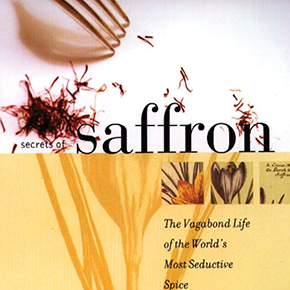 secrets of saffron
The Vagabond Life
of the World's
Most Seductive
Spice